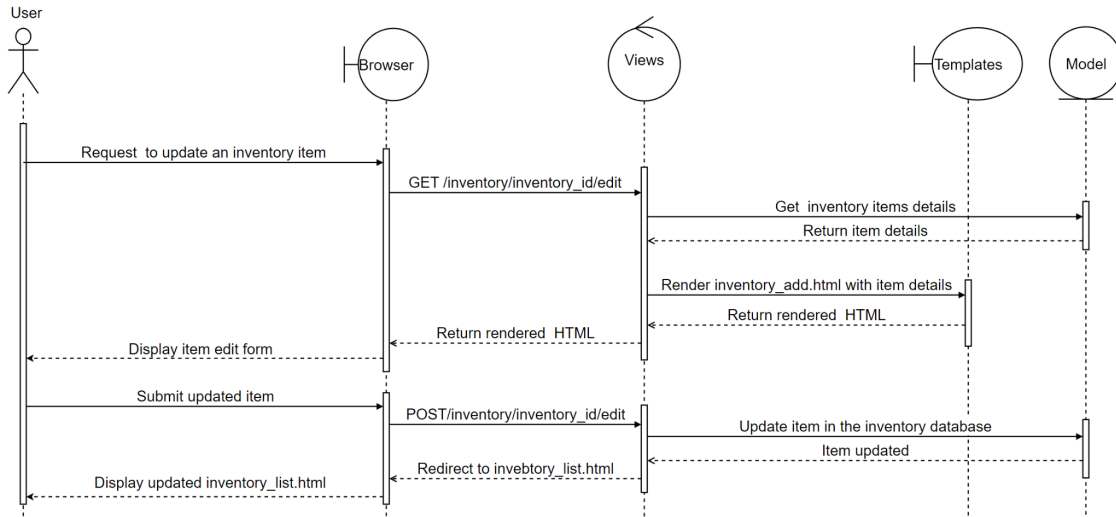 User
Browser
Views
Templates
Model
Request  to update an inventory item
GET /inventory/inventory_id/edit
Get  inventory items details
Return item details
Render inventory_add.html with item details
Return rendered  HTML
Return rendered  HTML
Display item edit form
Submit updated item
POST/inventory/inventory_id/edit
Update item in the inventory database
Item updated
Redirect to invebtory_list.html
Display updated inventory_list.html